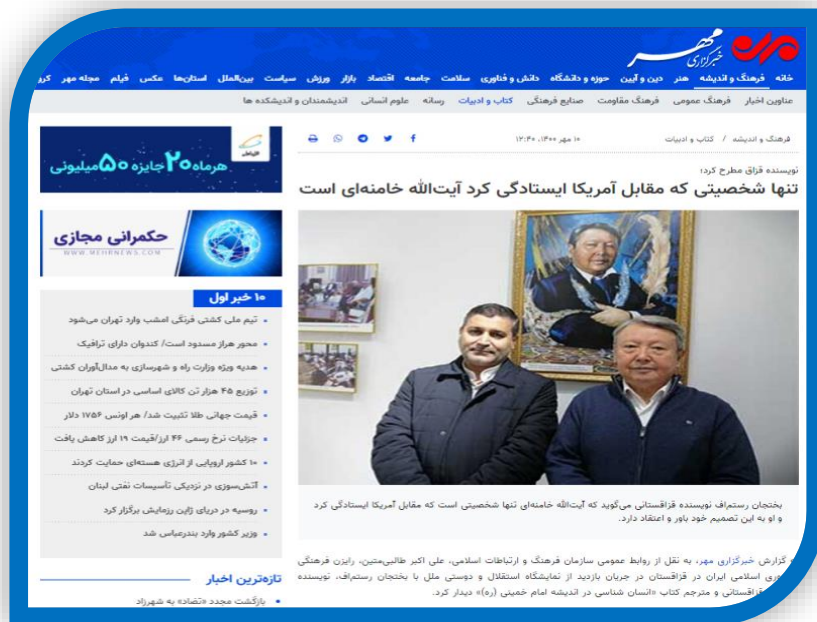 خبرگزاری
مهر
خانه فرهنگ و اندیشه هنر دین و آیین حوزه و دانشگاه دانش و فناوری سلامت جامعه اقتصاد بازار ورزش سیاست بین‌الملل استان‌ها عکس فیلم مجله مهر
عناوین اخبار فرهنگ عمومی فرهنگ مقاومت صنایع فرهنگی کتاب و ادبیات رسانه علوم انسانی اندیشمندان و اندیشکده ها
فرهنگ و اندیشه / کتاب و ادبیات
۱۰ مهر ۱۴۰۰، ۱۲:۴۰
نویسنده قزاق مطرح کرد؛
تنها شخصیتی که مقابل آمریکا ایستادگی کرد آیت‌الله خامنه‌ای است
بختجان رستم‌اف نویسنده قزاقستانی می‌گوید که آیت‌الله خامنه‌ای تنها شخصیتی است که مقابل آمریکا ایستادگی کرد
و او به این تصمیم خود باور و اعتقاد دارد.
گزارش خبرگزاری مهر، به نقل از روابط عمومی سازمان فرهنگ و ارتباطات اسلامی، علی اکبر طالبی‌متین، رایزن فرهنگی
وری اسلامی ایران در قزاقستان در جریان بازدید از نمایشگاه استقلال و دوستی ملل با بختجان رستم‌اف، نویسنده
قزاقستانی و مترجم کتاب «انسان شناسی در اندیشه امام خمینی (ره)» دیدار کرد.
هرماه ۲۰ جایزه ۵۰ میلیونی
حکمرانی مجازی
WWW.MEHRNEWS.COM
۱۰ خبر اول
تیم ملی کشتی فرنگی امشب وارد تهران می‌شود
محور هراز مسدود است/ کندوان دارای ترافیک
هدیه ویژه وزارت راه و شهرسازی به مدال‌آوران کشتی
توزیع ۴۵ هزار تن کالای اساسی در استان تهران
قیمت جهانی طلا تثبیت شد/ هر اونس ۱۷۵۶ دلار
جزئیات نرخ رسمی ۴۶ ارز/قیمت ۱۹ ارز کاهش یافت
۱۰ کشور اروپایی از انرژی هسته‌ای حمایت کردند
آتش‌سوزی در نزدیکی تأسیسات نفتی لبنان
روسیه در دریای ژاپن رزمایش برگزار کرد
وزیر کشور وارد بندرعباس شد
تازه‌ترین اخبار
بازگشت مجدد «تضاد» به شهرزاد